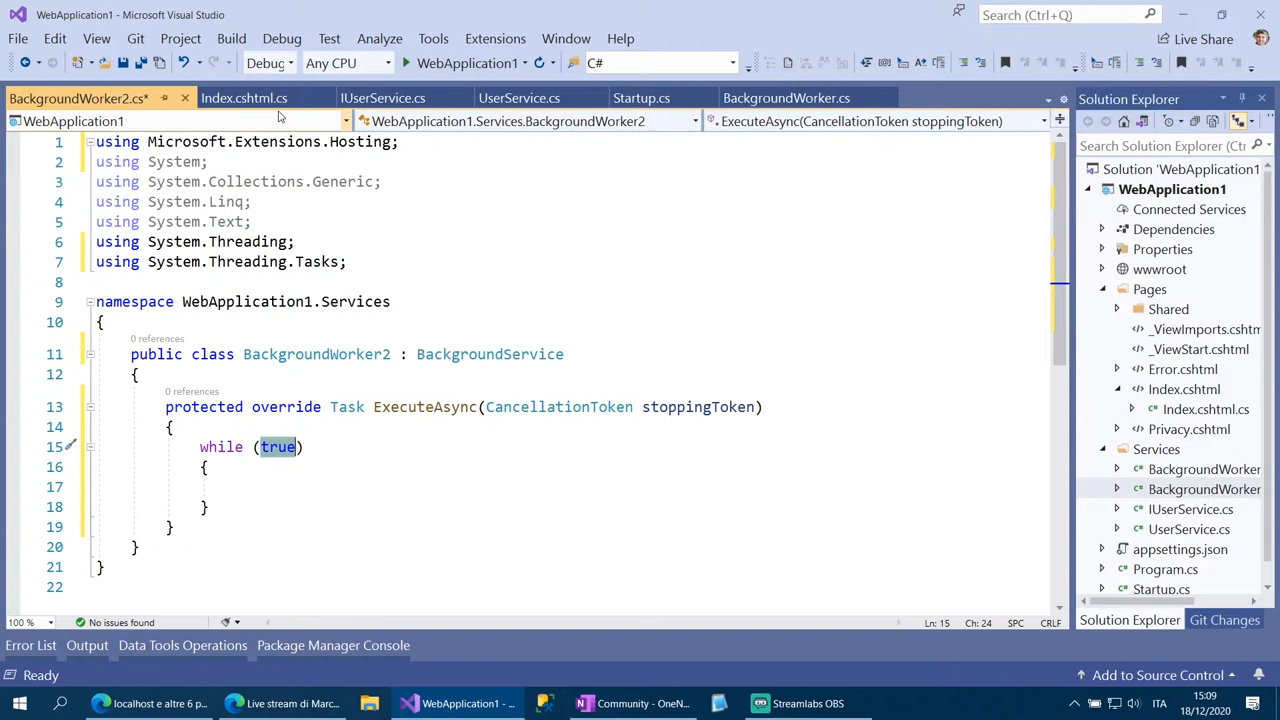 WebApplication1 - Microsoft Visual Studio
Search (Ctrl+Q)
File Edit View Git Project Build Debug Test Analyze Tools Extensions Window Help
Live Share
Debug Any CPU WebApplication1 C#
BackgroundWorker2.cs* Index.cshtml.cs IUserService.cs UserService.cs Startup.cs BackgroundWorker.cs
WebApplication1 WebApplication1.Services.BackgroundWorker2 ExecuteAsync(CancellationToken stoppingToken)
1 using Microsoft.Extensions.Hosting;
2 using System;
3 using System.Collections.Generic;
4 using System.Linq;
5 using System.Text;
6 using System.Threading;
7 using System.Threading.Tasks;
8
9 namespace WebApplication1.Services
10 {
0 references
11 public class BackgroundWorker2 : BackgroundService
12 {
0 references
13 protected override Task ExecuteAsync(CancellationToken stoppingToken)
14 {
15 while (true)
16 {
17
18 }
19 }
20 }
21 }
22
100 % No issues found Ln: 15 Ch: 24 SPC CRLF
Solution Explorer
Search Solution Explorer (Ctr
Solution 'WebApplication1
WebApplication1
Connected Services
Dependencies
Properties
wwwroot
Pages
Shared
_ViewImports.cshtm
_ViewStart.cshtml
Error.cshtml
Index.cshtml
Index.cshtml.cs
Privacy.cshtml
Services
BackgroundWorker
BackgroundWorker
IUserService.cs
UserService.cs
appsettings.json
Program.cs
Startup.cs
Solution Explorer Git Changes
Error List Output Data Tools Operations Package Manager Console
Ready Add to Source Control
localhost e altre 6 p... Live stream di Marc... WebApplication1 - ... Community - OneN... Streamlabs OBS ITA 15:09
18/12/2020